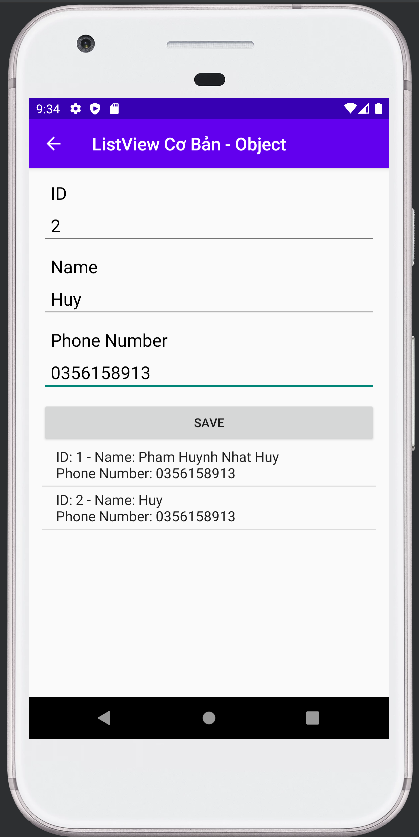 9:34
ListView Cơ Bản - Object
ID
2
Name
Huy
Phone Number
0356158913
SAVE
ID: 1 - Name: Pham Huynh Nhat Huy
Phone Number: 0356158913
ID: 2 - Name: Huy
Phone Number: 0356158913